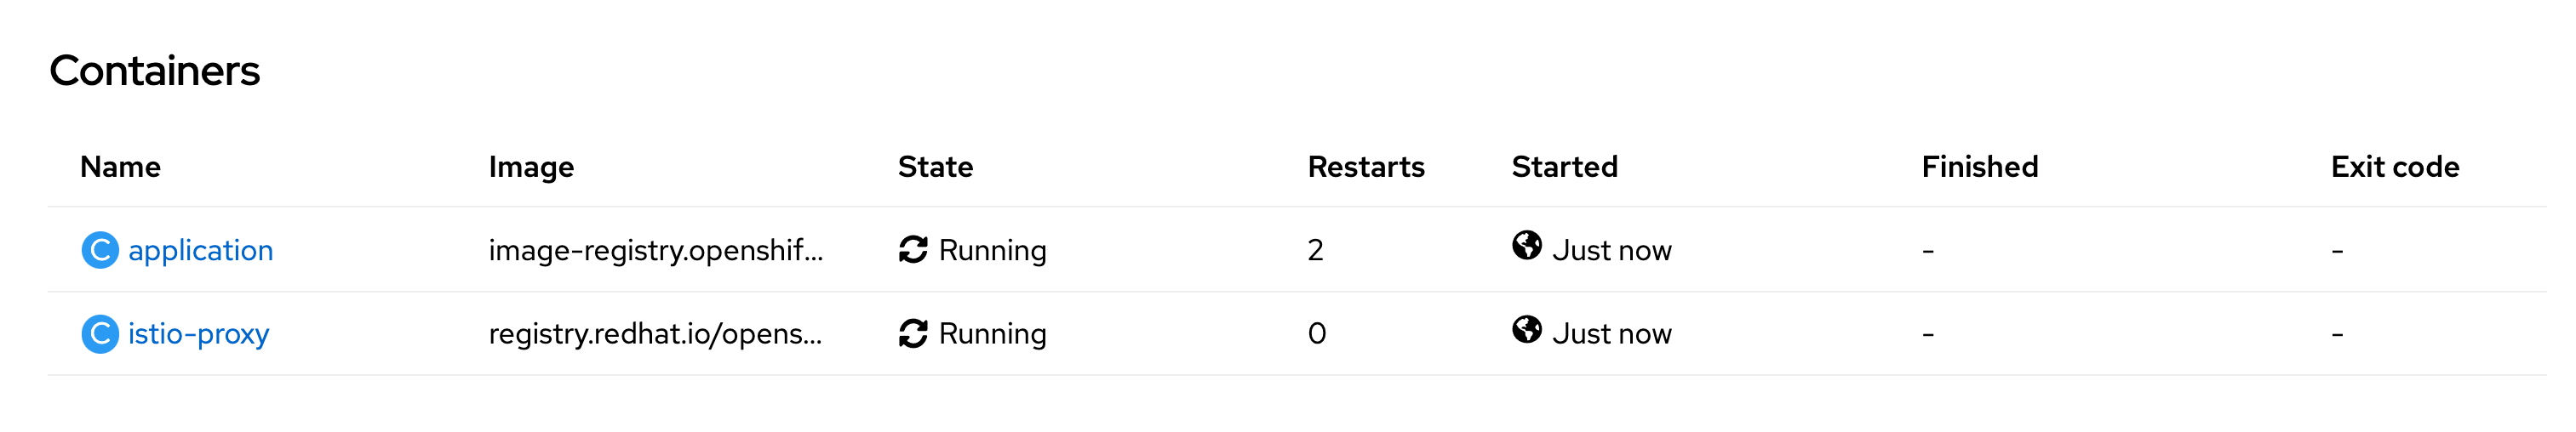 Containers
Name Image State Restarts Started Finished Exit code
C application image-registry.openshif... Running 2 Just now - -
C istio-proxy registry.redhat.io/opens... Running 0 Just now - -